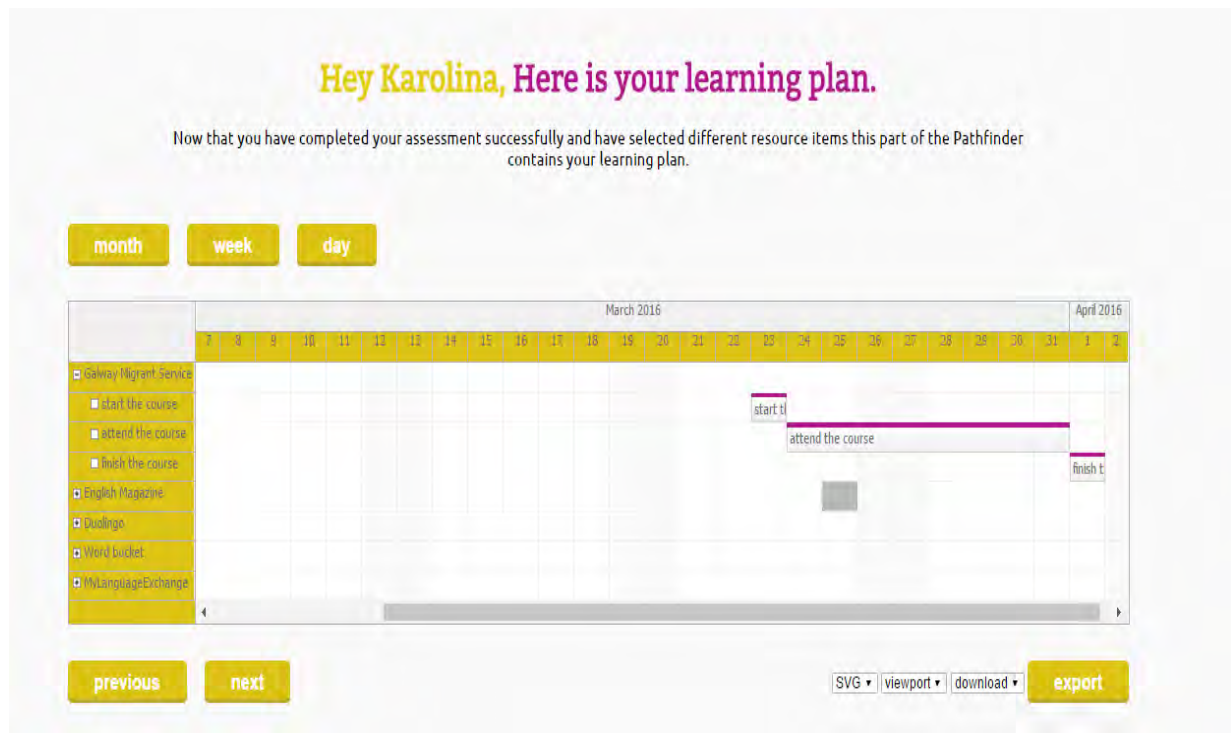 Hey Karolina, Here is your learning plan.
Now that you have completed your assessment successfully and have selected different resource items this part of the Pathfinder
contains your learning plan.
month week day
March 2016 April 2016
7 8 9 10 11 12 13 14 15 16 17 18 19 20 21 22 23 24 25 26 27 28 29 30 31 1 2
Galway Migrant Service
start the course start t
attend the course attend the course
finish the course finish t
English Magazine
Duolingo
Word bucket
MyLanguageExchange
previous next SVG viewport download export